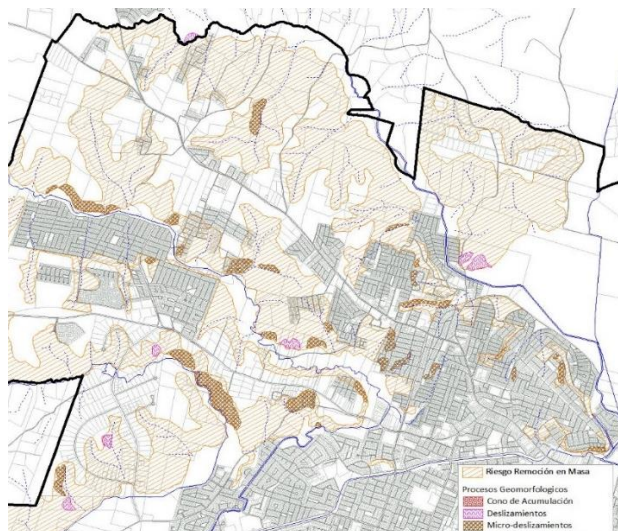 Riesgo Remoción en Masa
Procesos Geomorfologicos
Cono de Acumulación
Deslizamientos
Micro-deslizamientos